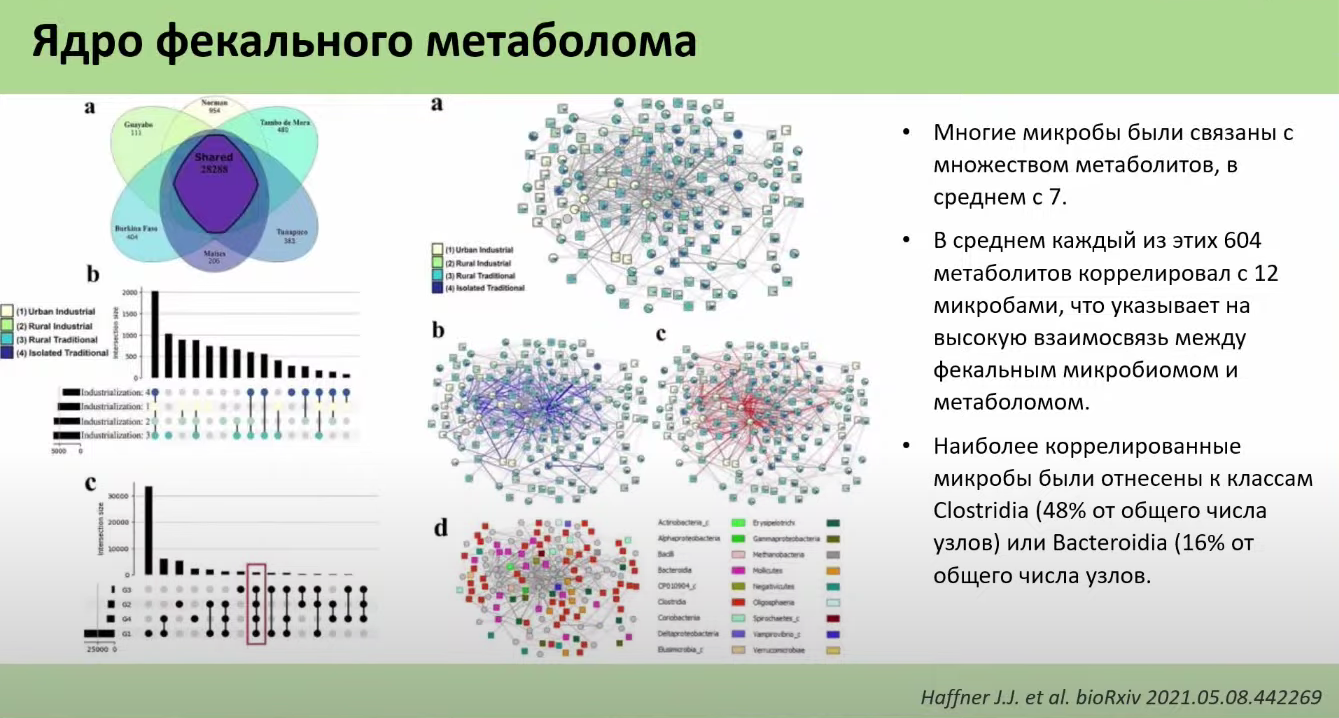 Ядро фекального метаболома
a
Norman
954
Guayabo
111
Tambo de Mora
480
Shared
28288
Burkina Faso
404
Tunapuco
Matses
b
(1) Urban Industrial
(2) Rural Industrial
(3) Rural Traditional
(4) Isolated Traditional
Intersection size
2000
1500
1000
500
0
Industrialization: 4
Industrialization: 1
Industrialization: 2
Industrialization: 3
5000 0
c
Intersection size
30000
20000
10000
0
G3
G2
G4
G1
25000 0
a
(1) Urban Industrial
(2) Rural Industrial
(3) Rural Traditional
(4) Isolated Traditional
b
c
d
Actinobacteria_c
Alphaproteobacteria
Bacilli
Bacteroidia
CP010904_c
Clostridia
Coriobacteria
Deltaproteobacteria
Elusimicrobia_c
Erysipelotrichi
Gammaproteobacteria
Methanobacteria
Mollicutes
Negativicutes
Oligosphaeria
Spirochaetes_c
Vampirovibrio_c
Verrucomicrobiae
• Многие микробы были связаны с
множеством метаболитов, в
среднем с 7.
• В среднем каждый из этих 604
метаболитов коррелировал с 12
микробами, что указывает на
высокую взаимосвязь между
фекальным микробиомом и
метаболомом.
• Наиболее коррелированные
микробы были отнесены к классам
Clostridia (48% от общего числа
узлов) или Bacteroidia (16% от
общего числа узлов.
Haffner J.J. et al. bioRxiv 2021.05.08.442269